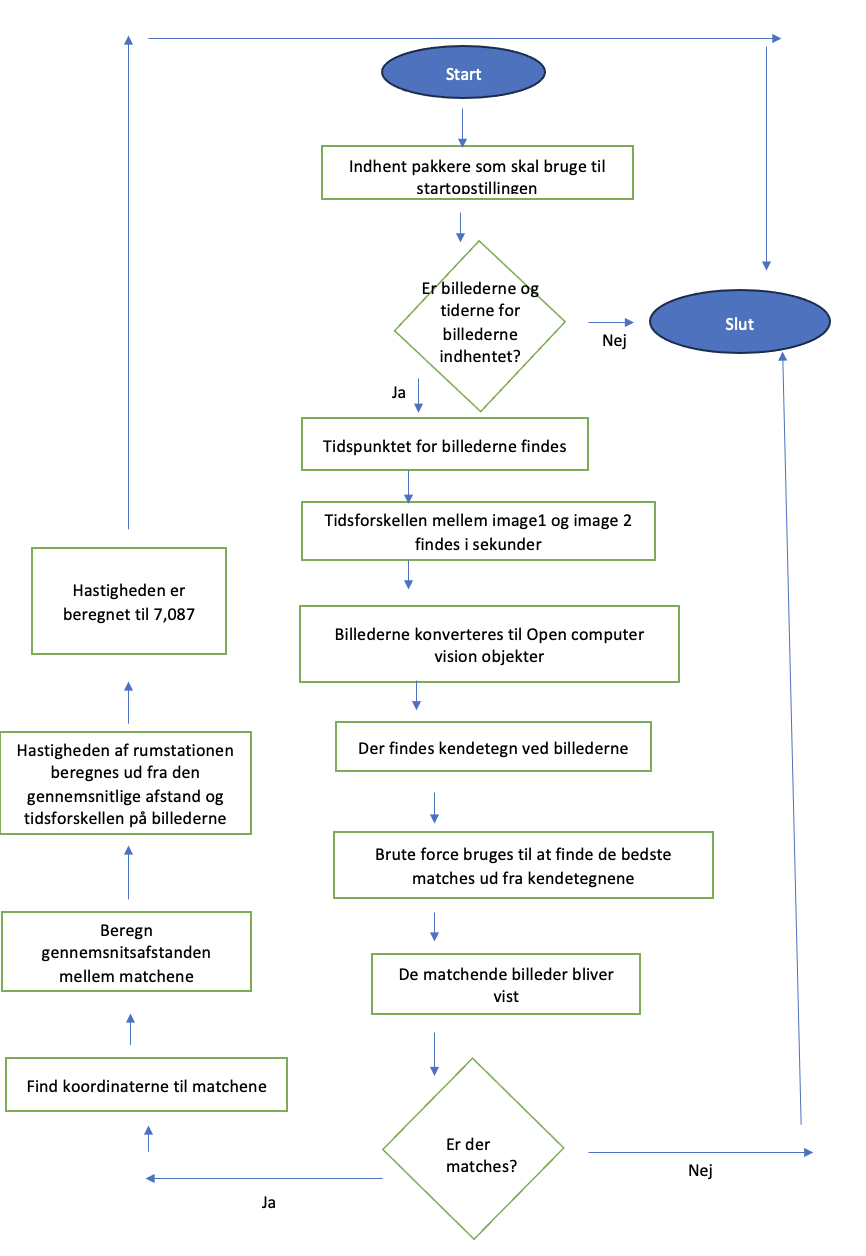 Start
Indhent pakkere som skal bruge til
startopstillingen
Er billederne og
tiderne for
billederne
indhentet?
Nej
Slut
Ja
Tidspunktet for billederne findes
Tidsforskellen mellem image1 og image 2
findes i sekunder
Billederne konverteres til Open computer
vision objekter
Der findes kendetegn ved billederne
Brute force bruges til at finde de bedste
matches ud fra kendetegnene
De matchende billeder bliver
vist
Er der
matches?
Nej
Ja
Find koordinaterne til matchene
Beregn
gennemsnitsafstanden
mellem matchene
Hastigheden af rumstationen
beregnes ud fra den
gennemsnitlige afstand og
tidsforskellen på billederne
Hastigheden er
beregnet til 7,087